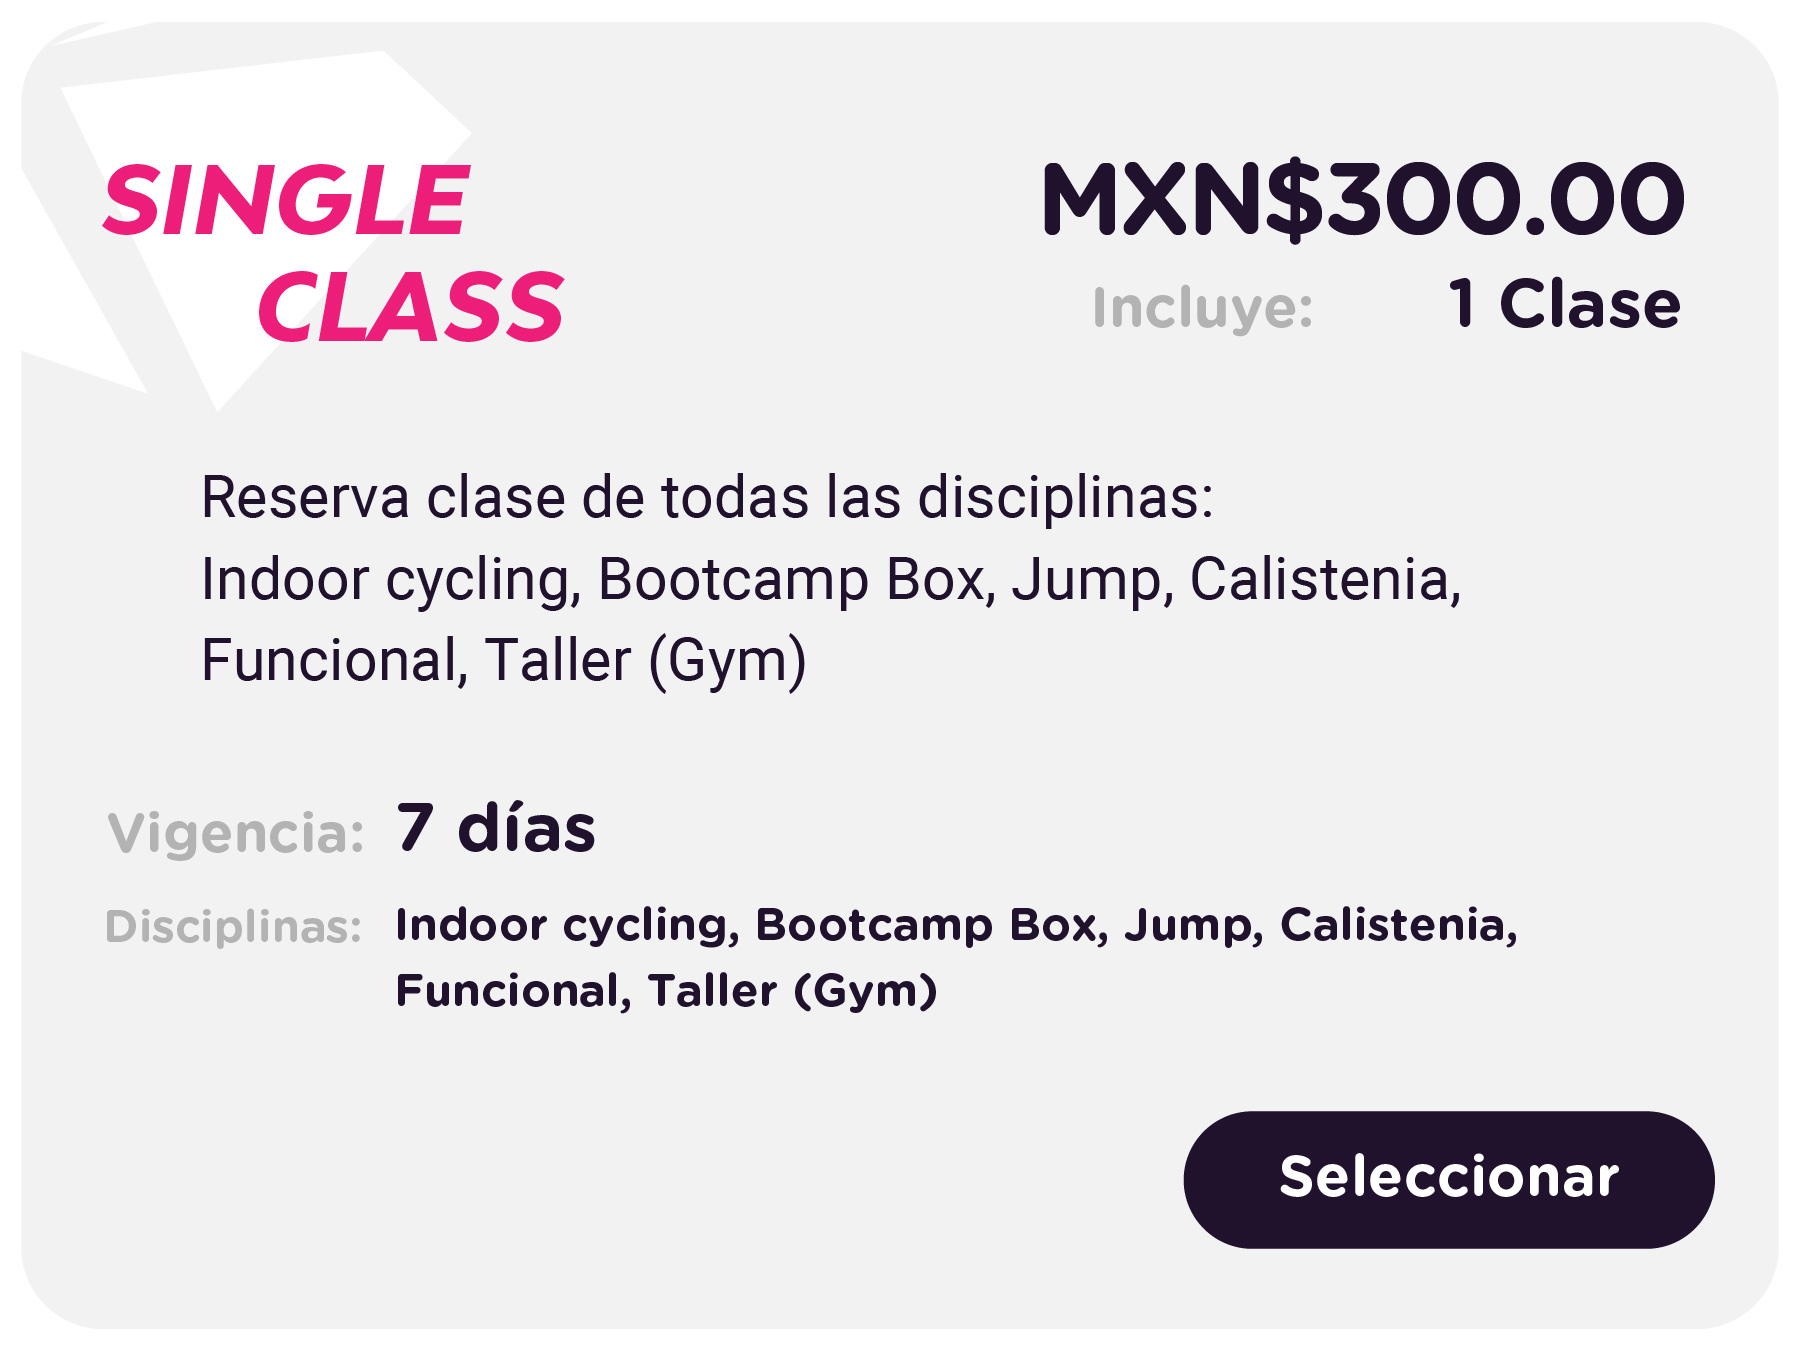 SINGLE
CLASS
MXN$300.00
Incluye: 1 Clase
Reserva clase de todas las disciplinas:
Indoor cycling, Bootcamp Box, Jump, Calistenia,
Funcional, Taller (Gym)
Vigencia: 7 días
Disciplinas: Indoor cycling, Bootcamp Box, Jump, Calistenia,
Funcional, Taller (Gym)
Seleccionar